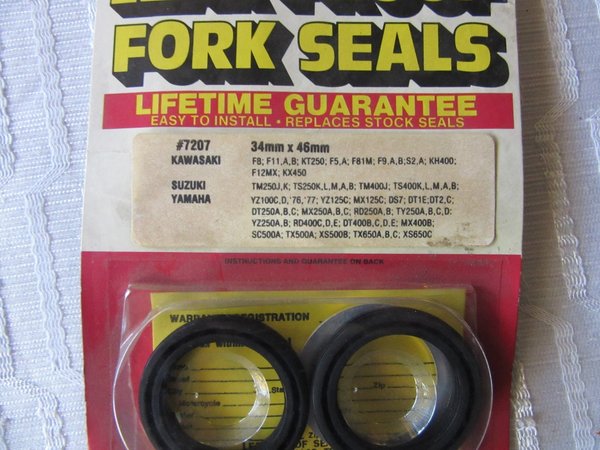 FORK SEALS
LIFETIME GUARANTEE
EASY TO INSTALL • REPLACES STOCK SEALS
#7207 34mm x 46mm
KAWASAKI F8; F11,A,B; KT250; F5,A; F81M; F9,A,B;S2,A; KH400;
F12MX; KX450
SUZUKI TM250J,K; TS250K,L,M,A,B; TM400J; TS400K,L,M,A,B;
YAMAHA YZ100C,D,'76,'77; YZ125C; MX125C; DS7; DT1E;DT2,C;
DT250A,B,C; MX250A,B,C; RD250A,B; TY250A,B,C,D:
YZ250A,B; RD400C,D,E; DT400B,C,D,E; MX400B;
SC500A; TX500A; XS500B; TX650A,B,C; XS650C
INSTRUCTIONS AND GUARANTEE ON BACK
WARRANTY REGISTRATION
Zip